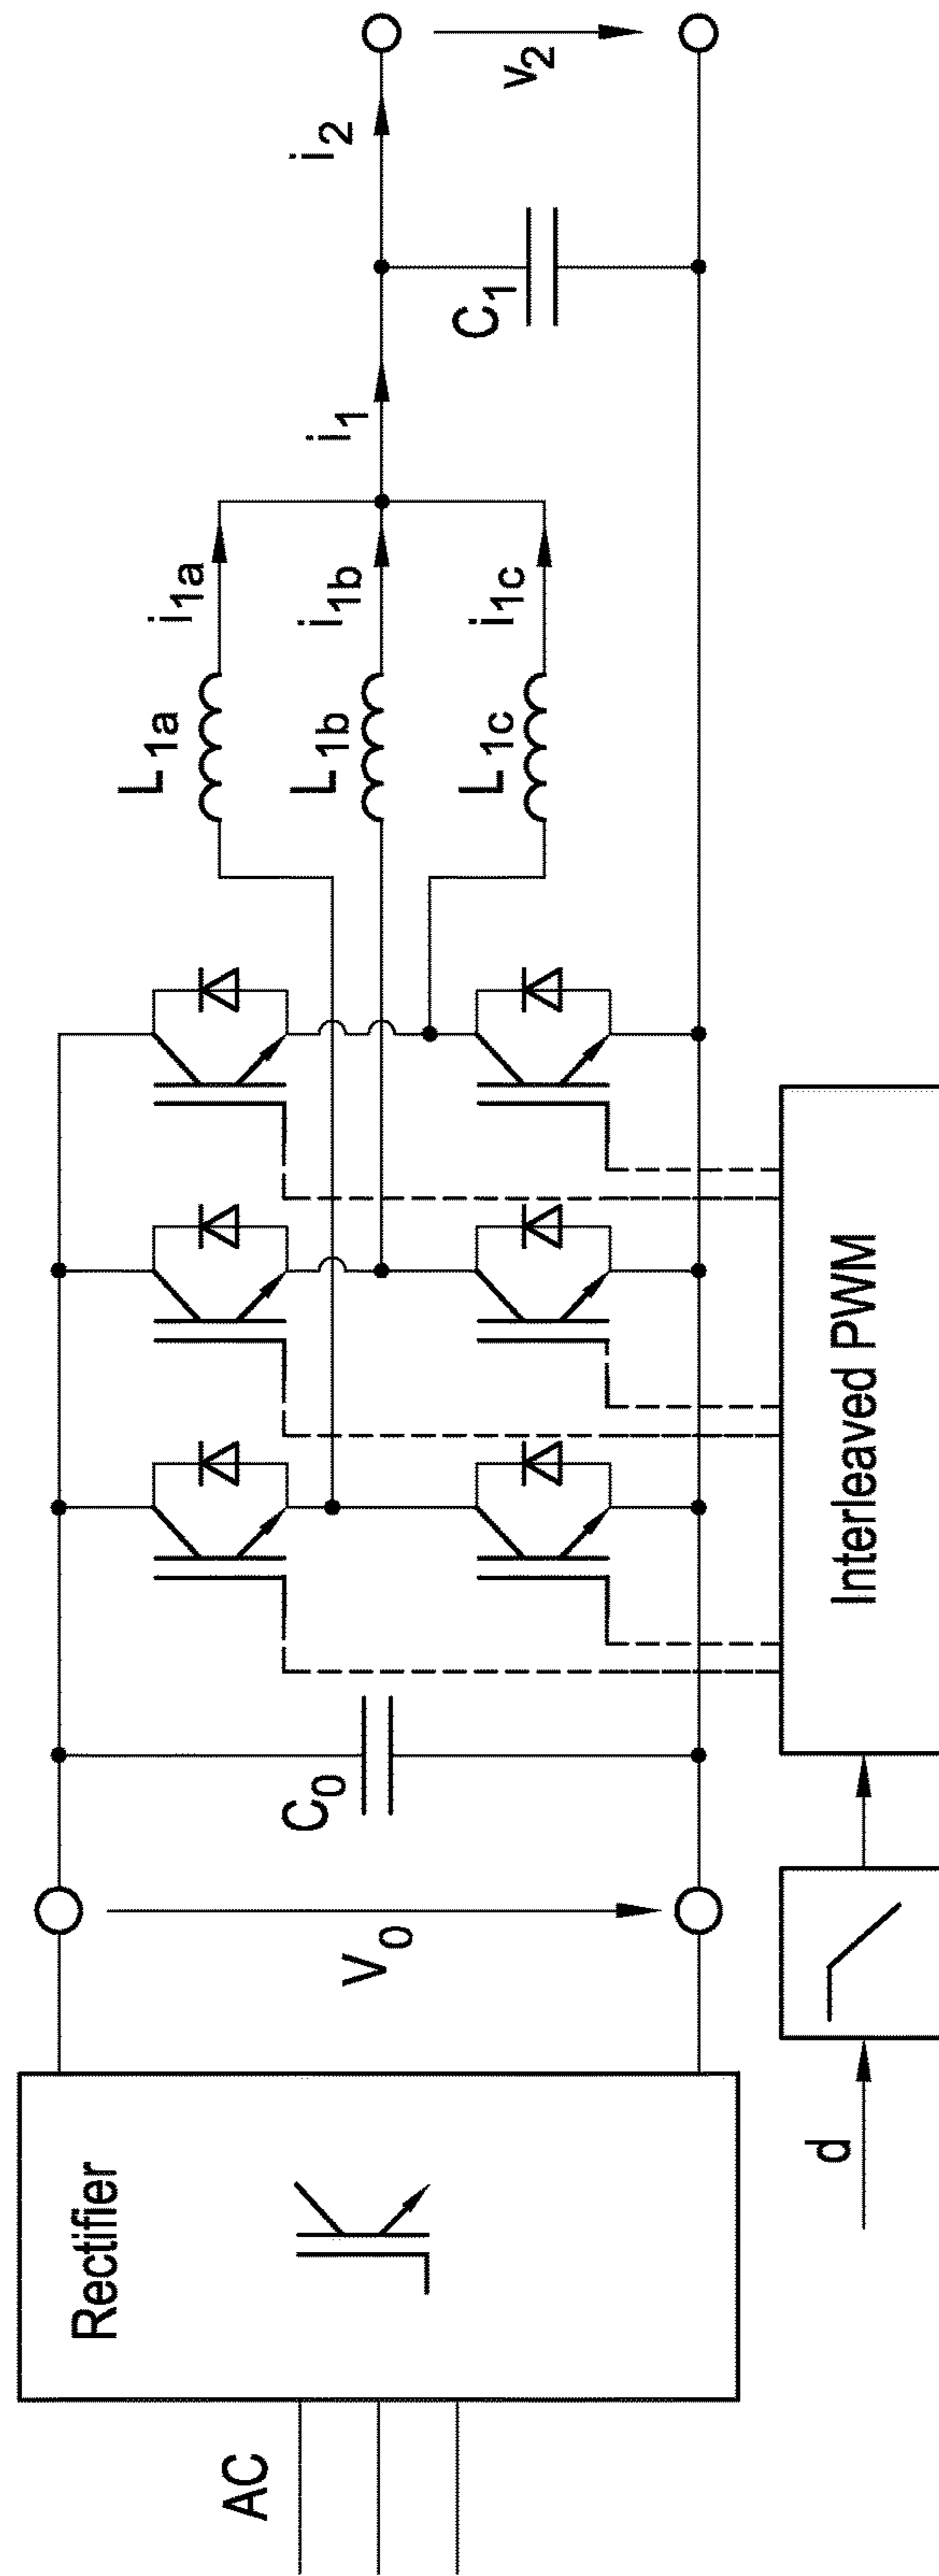 AC
Rectifier
V0
C0
L1a
i1a
L1b
i1b
L1c
i1c
i1
C1
i2
v2
d
Interleaved PWM